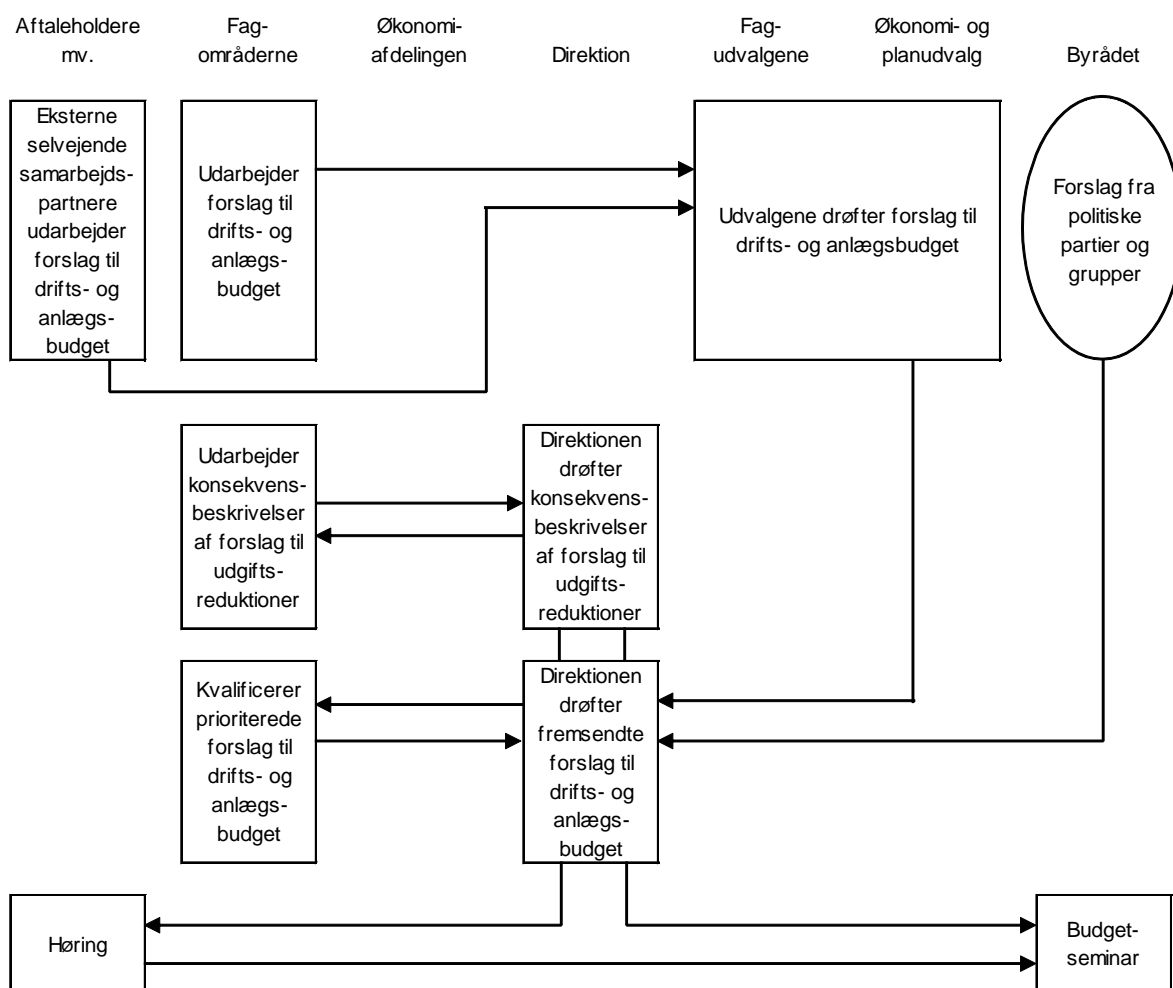 Aftaleholdere
mv.
Fag-
områderne
Økonomi-
afdelingen
Direktion
Fag-
udvalgene
Økonomi- og
planudvalg
Byrådet
Eksterne
selvejende
samarbejds-
partnere
udarbejder
forslag til
drifts- og
anlægs-
budget
Udarbejder
forslag til
drifts- og
anlægs-
budget
Udvalgene drøfter forslag til
drifts- og anlægsbudget
Forslag fra
politiske
partier og
grupper
Udarbejder
konsekvens-
beskrivelser
af forslag til
udgifts-
reduktioner
Direktionen
drøfter
konsekvens-
beskrivelser
af forslag til
udgifts-
reduktioner
Kvalificerer
prioriterede
forslag til
drifts- og
anlægs-
budget
Direktionen
drøfter
fremsendte
forslag til
drifts- og
anlægs-
budget
Høring
Budget-
seminar